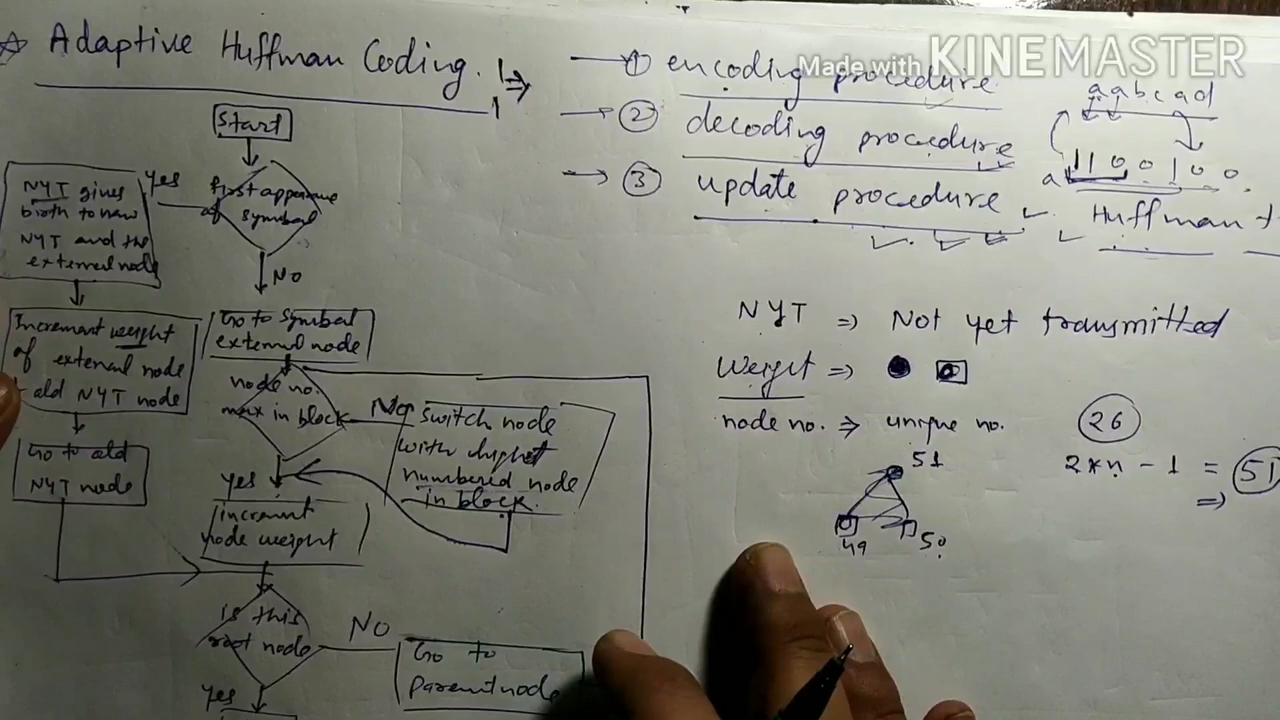 Adaptive Huffman Coding.
① encoding procedure
② decoding procedure
③ update procedure
Made with KINEMASTER
aabcad
a 1100100.
Huffman
Start
first appearance
of symbol
Yes
No
NYT gives
birth to new
NYT and the
external node
Increment weight
of external node
+ old NYT node
Go to old
NYT node
Go to symbol
external node
node no.
max in block
No
switch node
with highest
numbered node
in block.
yes
increment
node weight
is this
root node
No
Go to
Parent node
Yes
NYT ⇒ Not yet transmitted
Weight ⇒
node no. ⇒ unique no.
26
2*n - 1 = 51
⇒
51
49
50